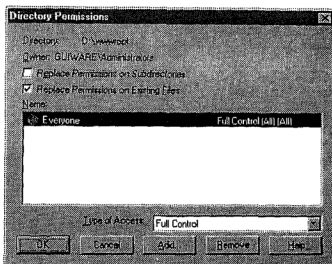 Directory Permissions
Directory: D:\wwwroot
Owner: GUIWARE\Administrators
Replace Permissions on Subdirectories
Replace Permissions on Existing Files
Name:
Everyone Full Control (All) (All)
Type of Access: Full Control
OK Cancel Add... Remove Help